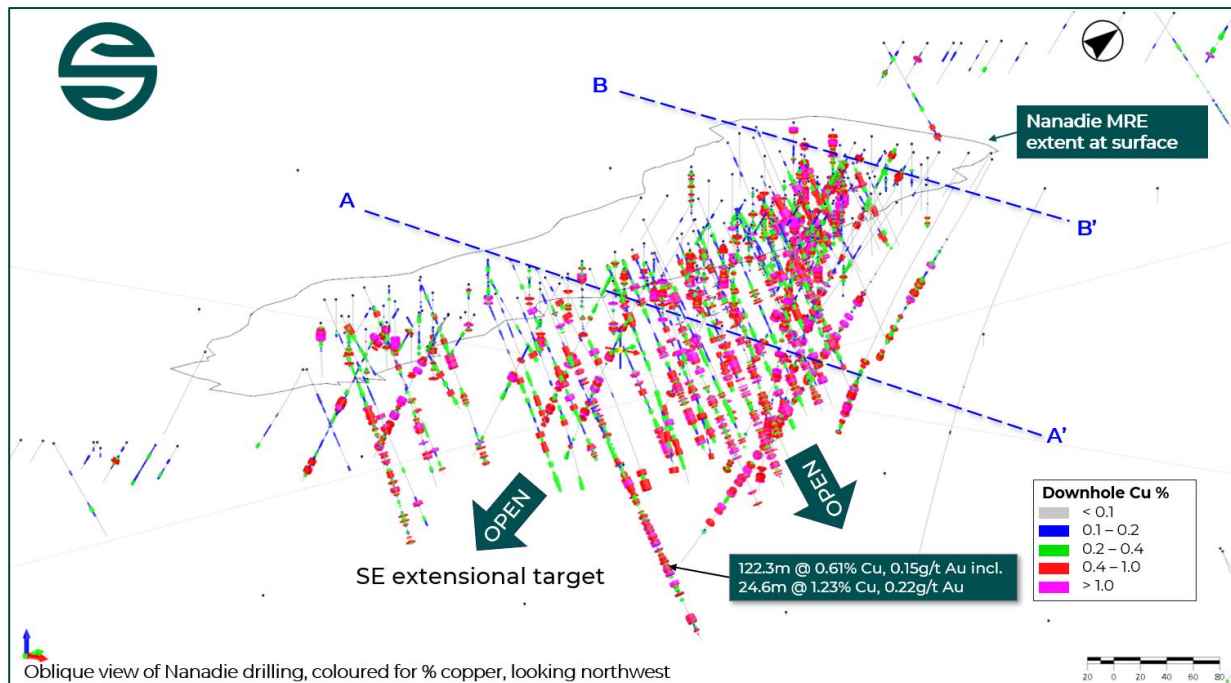 B
Nanadie MRE
extent at surface
A
B'
A'
OPEN
OPEN
SE extensional target
122.3m @ 0.61% Cu, 0.15g/t Au incl.
24.6m @ 1.23% Cu, 0.22g/t Au
Downhole Cu %
< 0.1
0.1 – 0.2
0.2 – 0.4
0.4 – 1.0
> 1.0
Oblique view of Nanadie drilling, coloured for % copper, looking northwest
20 0 20 40 60 80